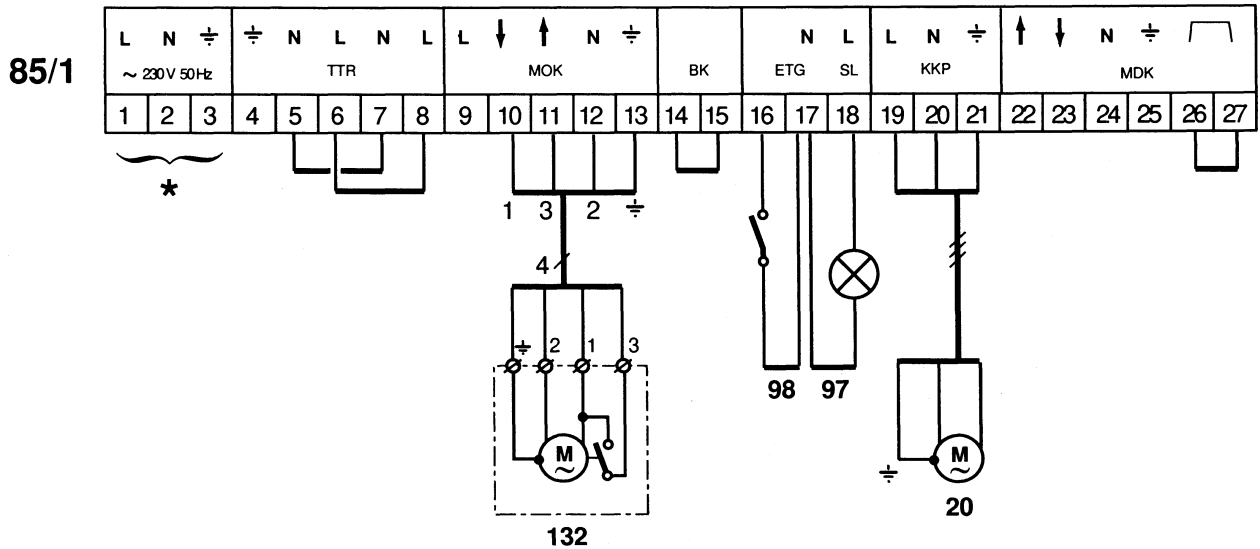 L N ⏚ ⏚ N L N L L ↓ ↑ N ⏚ N L L N ⏚ ↑ ↓ N ⏚
85/1 ~ 230V 50Hz TTR MOK BK ETG SL KKP MDK
1 2 3 4 5 6 7 8 9 10 11 12 13 14 15 16 17 18 19 20 21 22 23 24 25 26 27
*
1 3 2 ⏚
4
⏚ 2 1 3
98 97
M M
~ ~
⏚
20
132